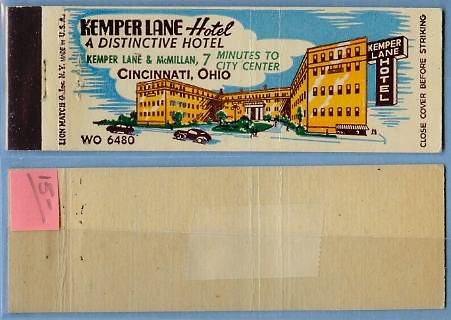 KEMPER LANE Hotel
A DISTINCTIVE HOTEL
KEMPER LANE & McMILLAN, 7 MINUTES TO
CITY CENTER
CINCINNATI, OHIO
WO 6480
KEMPER
LANE
HOTEL
LION MATCH Co., Inc. N.Y. MADE IN U.S.A.
CLOSE COVER BEFORE STRIKING
15-